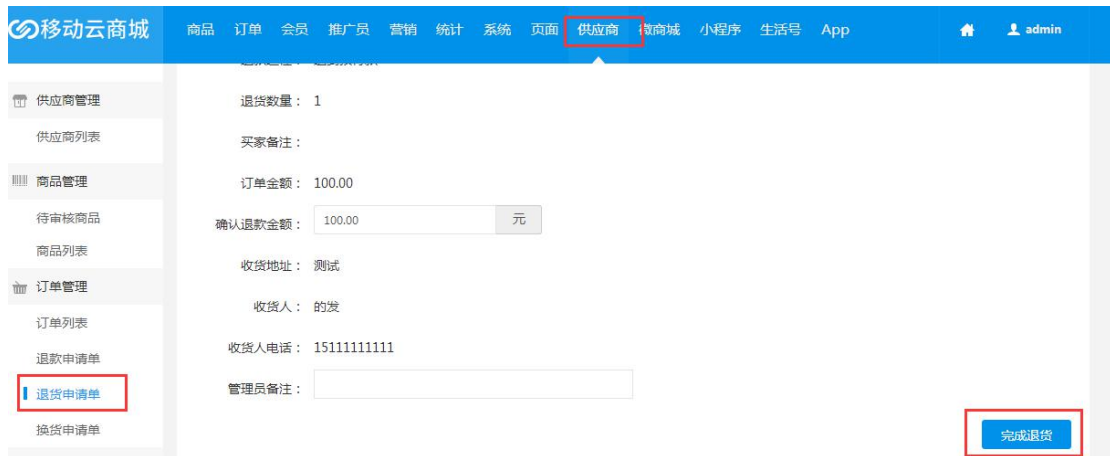 移动云商城
商品 订单 会员 推广员 营销 统计 系统 页面 供应商 微商城 小程序 生活号 App admin
供应商管理
供应商列表
商品管理
待审核商品
商品列表
订单管理
订单列表
退款申请单
退货申请单
换货申请单
退货数量： 1
买家备注：
订单金额： 100.00
确认退款金额： 100.00 元
收货地址： 测试
收货人： 的发
收货人电话： 15111111111
管理员备注：
完成退货